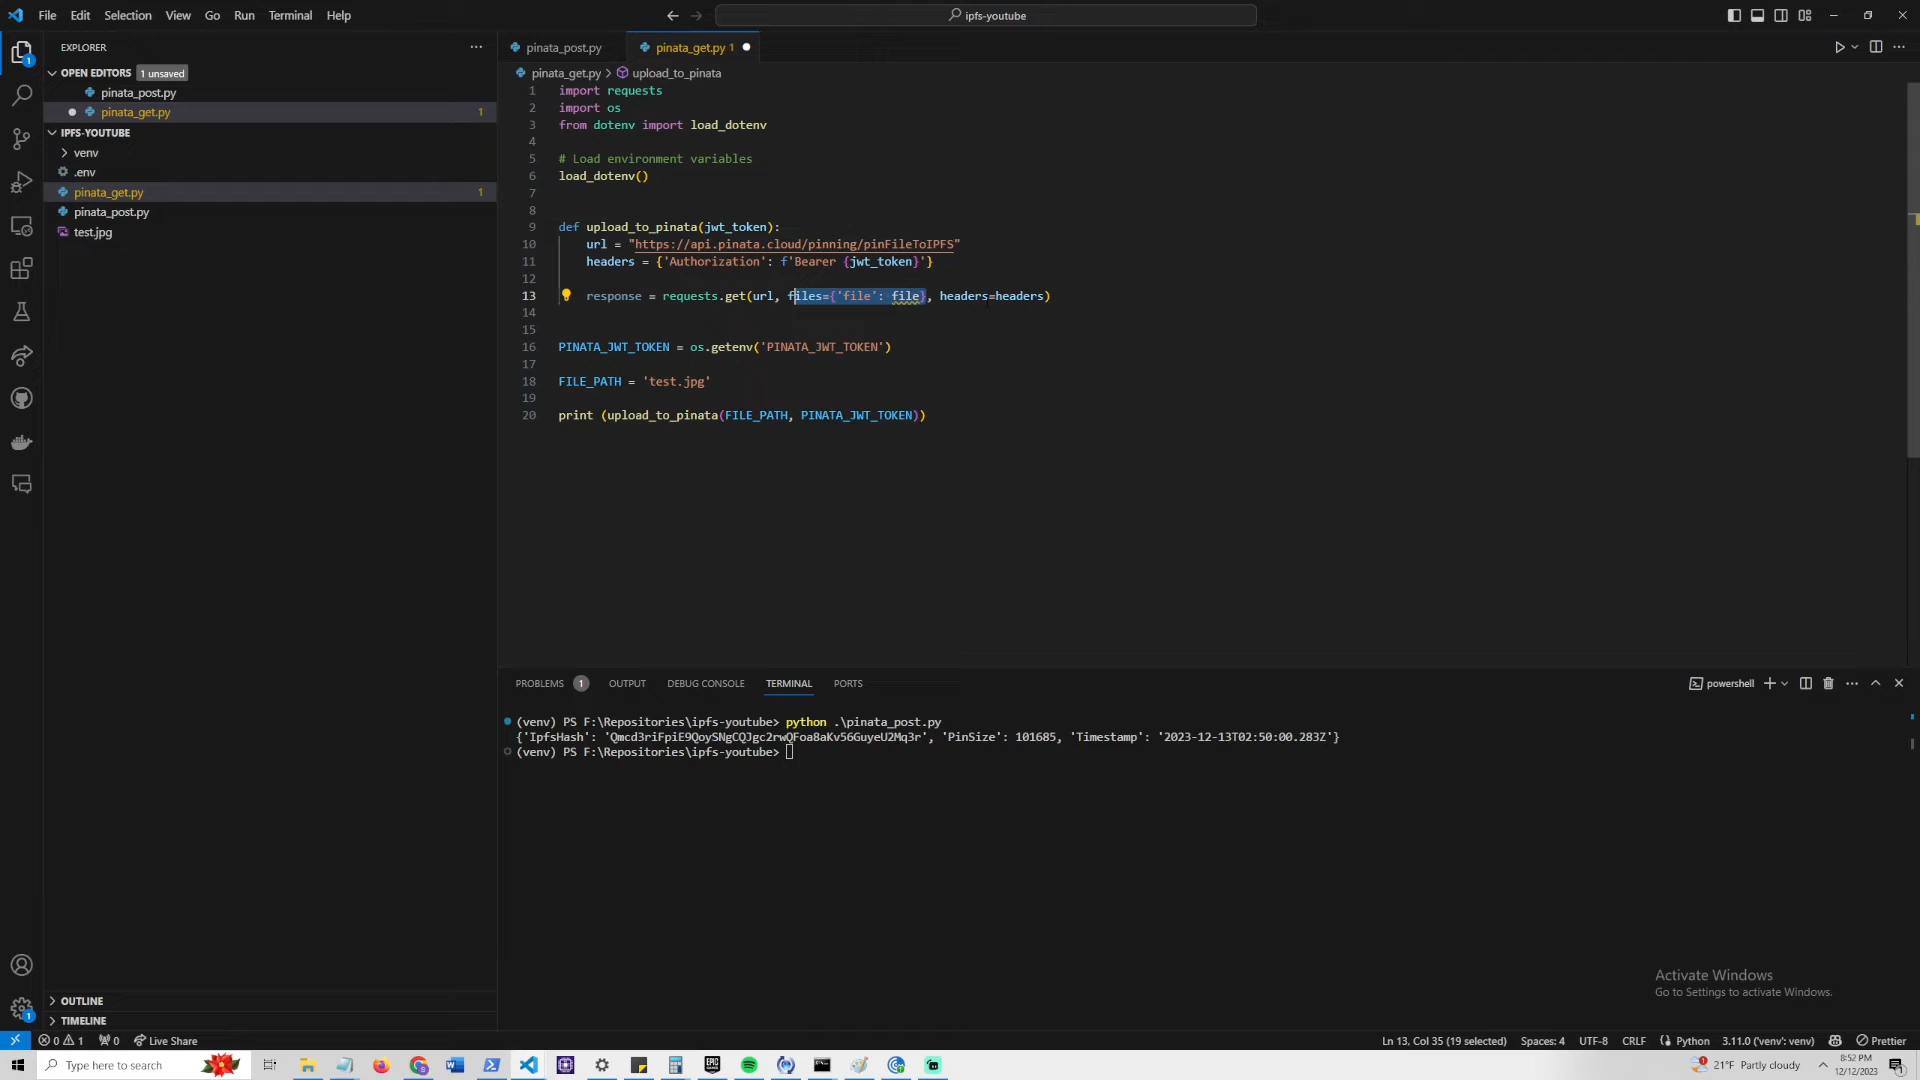 File Edit Selection View Go Run Terminal Help
ipfs-youtube
EXPLORER
OPEN EDITORS 1 unsaved
pinata_post.py
pinata_get.py 1
IPFS-YOUTUBE
venv
.env
pinata_get.py 1
pinata_post.py
test.jpg
OUTLINE
TIMELINE
pinata_post.py pinata_get.py 1
pinata_get.py > upload_to_pinata
1 import requests
2 import os
3 from dotenv import load_dotenv
4
5 # Load environment variables
6 load_dotenv()
7
8
9 def upload_to_pinata(jwt_token):
10 url = "https://api.pinata.cloud/pinning/pinFileToIPFS"
11 headers = {'Authorization': f'Bearer {jwt_token}'}
12
13 response = requests.get(url, files={'file': file}, headers=headers)
14
15
16 PINATA_JWT_TOKEN = os.getenv('PINATA_JWT_TOKEN')
17
18 FILE_PATH = 'test.jpg'
19
20 print (upload_to_pinata(FILE_PATH, PINATA_JWT_TOKEN))
PROBLEMS 1 OUTPUT DEBUG CONSOLE TERMINAL PORTS
powershell
(venv) PS F:\Repositories\ipfs-youtube> python .\pinata_post.py
{'IpfsHash': 'Qmcd3riFpiE9QoySNgCQJgc2rwQFoa8aKv56GuyeU2Mq3r', 'PinSize': 101685, 'Timestamp': '2023-12-13T02:50:00.283Z'}
(venv) PS F:\Repositories\ipfs-youtube>
Activate Windows
Go to Settings to activate Windows.
0 1 0 Live Share
Ln 13, Col 35 (19 selected) Spaces: 4 UTF-8 CRLF Python 3.11.0 ('venv': venv) Prettier
Type here to search
21°F Partly cloudy
8:52 PM
12/12/2023